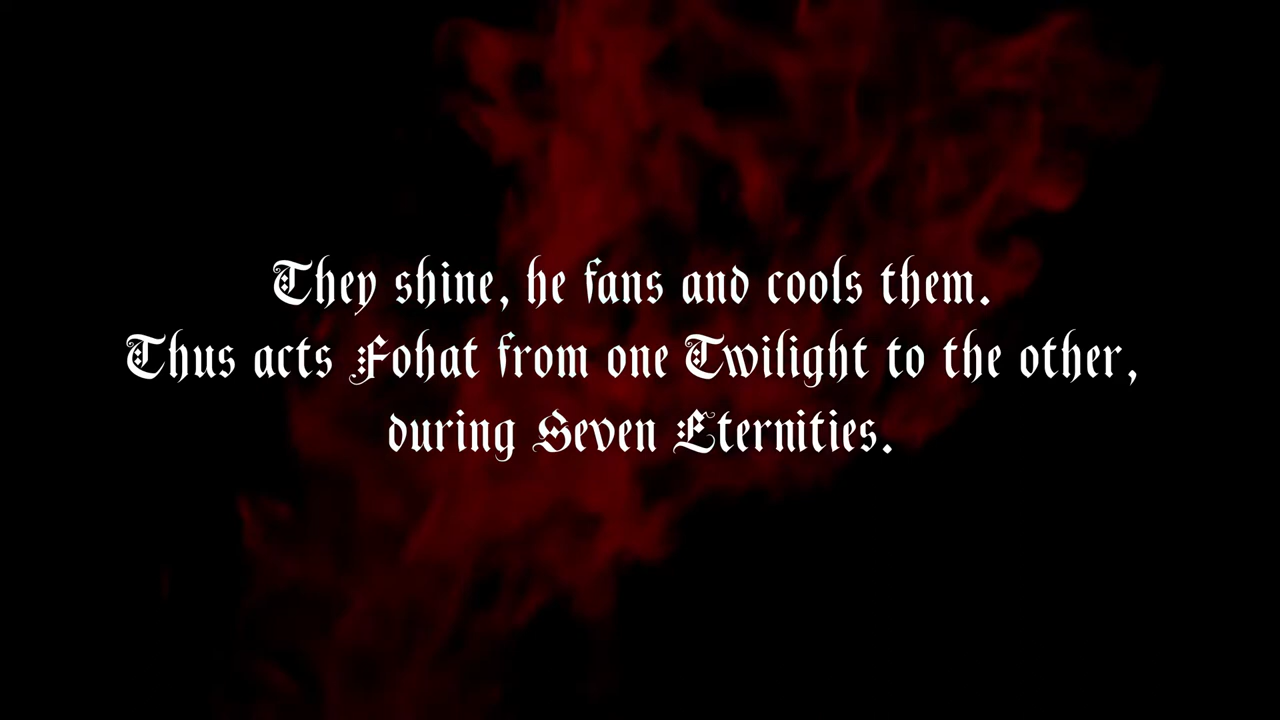 They shine, he fans and cools them.
Thus acts Fohat from one Twilight to the other,
during Seven Eternities.